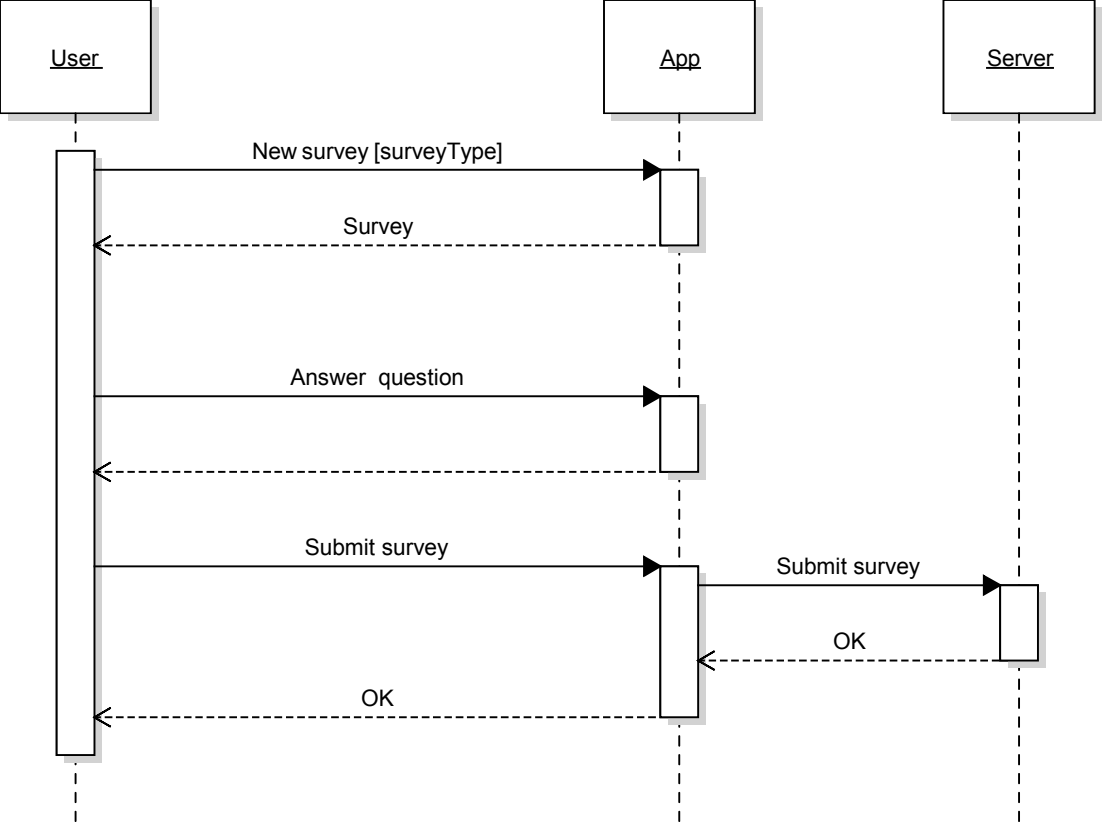 User
App
Server
New survey [surveyType]
Survey
Answer question
Submit survey
Submit survey
OK
OK